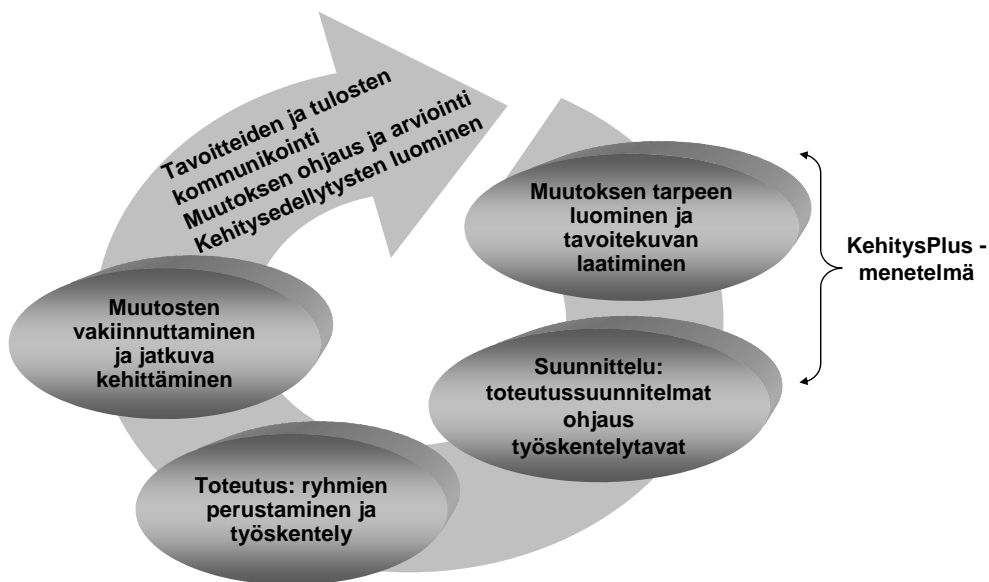 Tavoitteiden ja tulosten
kommunikointi
Muutoksen ohjaus ja arviointi
Kehitysedellytysten luominen
Muutoksen tarpeen
luominen ja
tavoitekuvan
laatiminen
KehitysPlus -
menetelmä
Suunnittelu:
toteutussuunnitelmat
ohjaus
työskentelytavat
Toteutus: ryhmien
perustaminen ja
työskentely
Muutosten
vakiinnuttaminen
ja jatkuva
kehittäminen